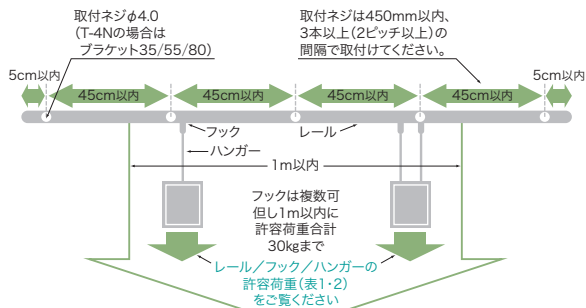 取付ネジφ4.0
(T-4Nの場合は
ブラケット35/55/80)
取付ネジは450mm以内、
3本以上(2ピッチ以上)の
間隔で取付けてください。
5cm以内
45cm以内
45cm以内
45cm以内
45cm以内
5cm以内
フック
レール
ハンガー
1m以内
フックは複数可
但し1m以内に
許容荷重合計
30kgまで
レール/フック/ハンガーの
許容荷重(表1・2)
をご覧ください